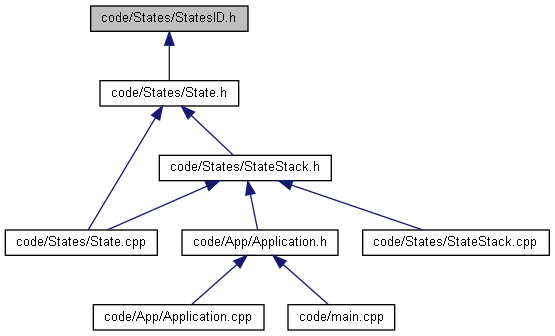 code/States/StatesID.h
code/States/State.h
code/States/StateStack.h
code/States/State.cpp
code/App/Application.h
code/States/StateStack.cpp
code/App/Application.cpp
code/main.cpp